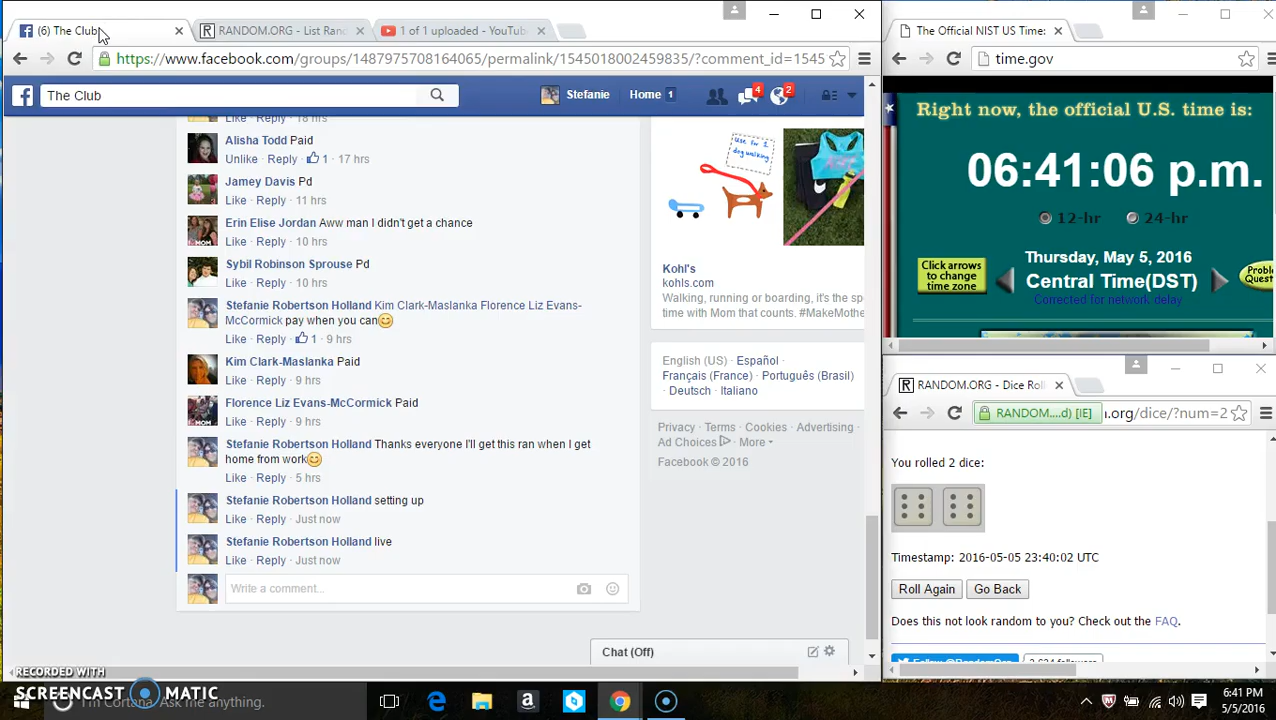 (6) The Club
RANDOM.ORG - List Ran
1 of 1 uploaded - YouTub
https://www.facebook.com/groups/1487975708164065/permalink/1545018002459835/?comment_id=1545
The Club
Stefanie
Home 1
4
2
18 hrs
Alisha Todd Paid
Unlike · Reply · 1 · 17 hrs
Jamey Davis Pd
Like · Reply · 11 hrs
Erin Elise Jordan Aww man I didn't get a chance
Like · Reply · 10 hrs
Sybil Robinson Sprouse Pd
Like · Reply · 10 hrs
Stefanie Robertson Holland Kim Clark-Maslanka Florence Liz Evans-
McCormick pay when you can😊
Like · Reply · 1 · 9 hrs
Kim Clark-Maslanka Paid
Like · Reply · 9 hrs
Florence Liz Evans-McCormick Paid
Like · Reply · 9 hrs
Stefanie Robertson Holland Thanks everyone I'll get this ran when I get
home from work😊
Like · Reply · 5 hrs
Stefanie Robertson Holland setting up
Like · Reply · Just now
Stefanie Robertson Holland live
Like · Reply · Just now
Write a comment...
use for 1
dog walking
Kohl's
kohls.com
Walking, running or boarding, it's the sp
time with Mom that counts. #MakeMothe
English (US) · Español ·
Français (France) · Português (Brasil)
· Deutsch · Italiano
Privacy · Terms · Cookies · Advertising ·
Ad Choices · More
Facebook © 2016
Chat (Off)
The Official NIST US Time:
time.gov
Right now, the official U.S. time is:
06:41:06 p.m.
12-hr 24-hr
Click arrows
to change
time zone
Thursday, May 5, 2016
Central Time(DST)
Corrected for network delay
Probl
Quest
RANDOM.ORG - Dice Roll
RANDOM....d) [IE]
.org/dice/?num=2
You rolled 2 dice:
Timestamp: 2016-05-05 23:40:02 UTC
Roll Again
Go Back
Does this not look random to you? Check out the FAQ.
RECORDED WITH
SCREENCAST MATIC
I'm Cortana. Ask me anything.
6:41 PM
5/5/2016